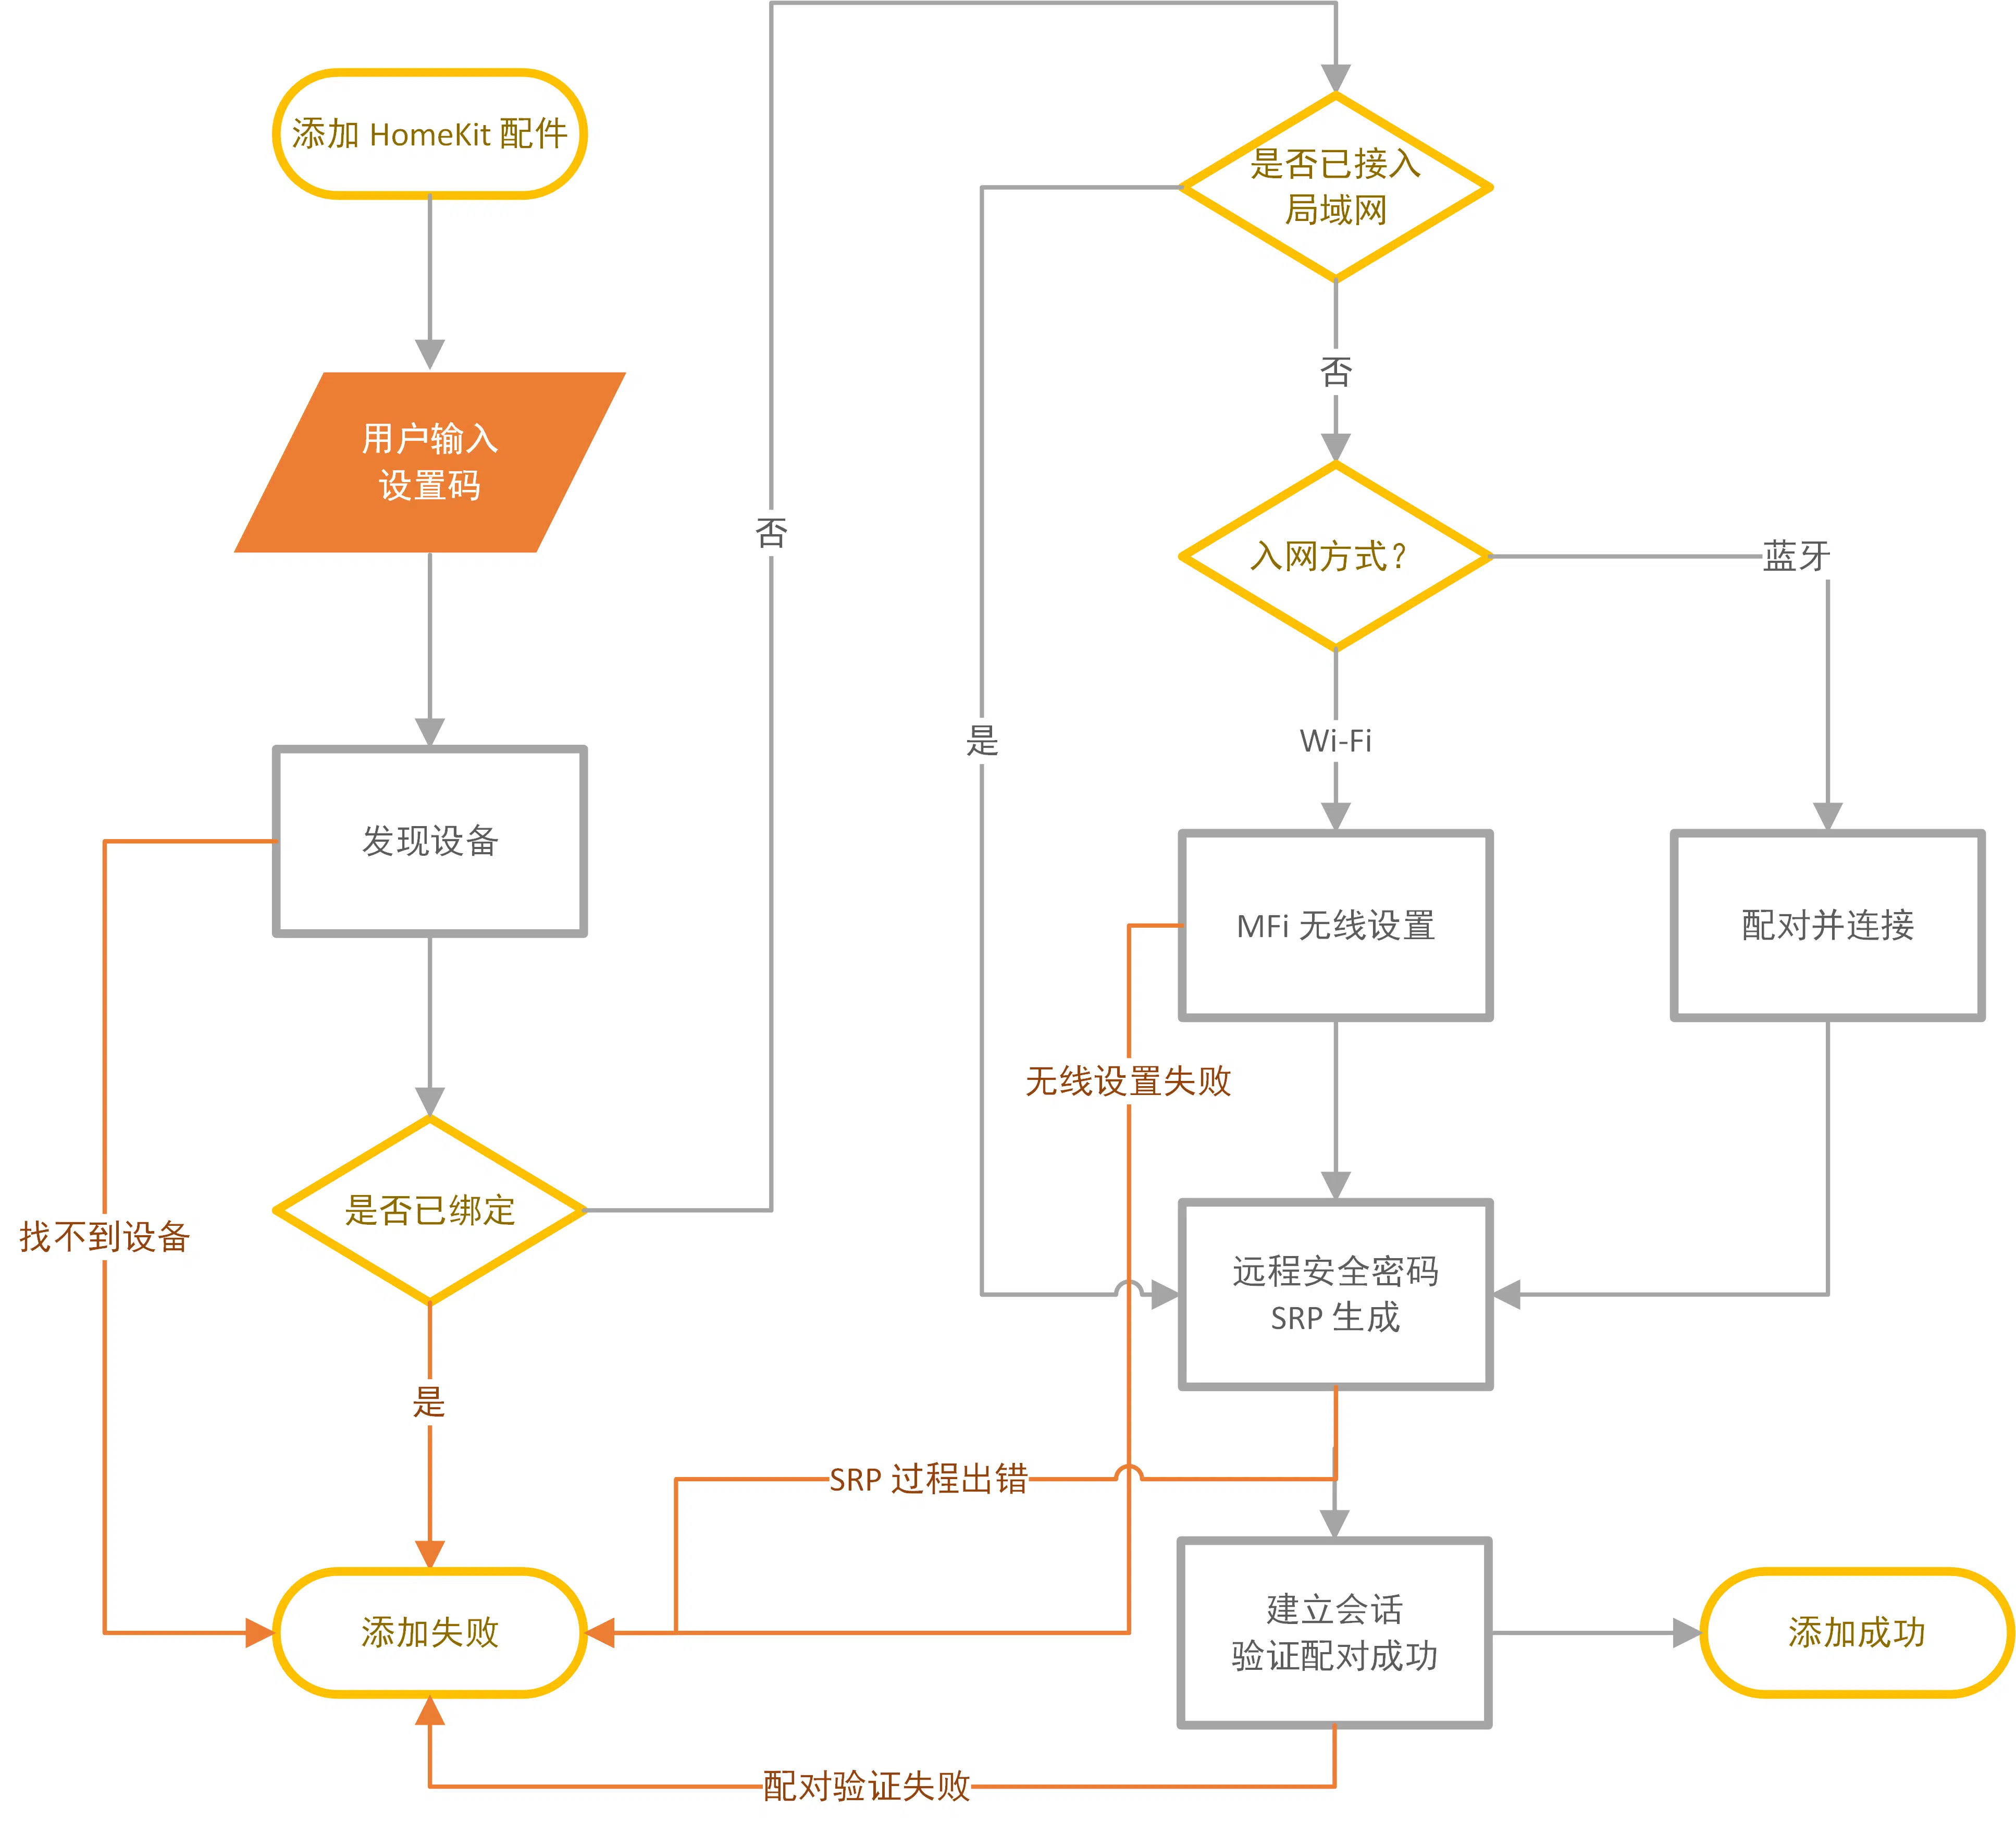 添加 HomeKit 配件
用户输入
设置码
发现设备
找不到设备
是否已绑定
是
否
添加失败
是否已接入
局域网
是
否
入网方式？
蓝牙
Wi-Fi
MFi 无线设置
配对并连接
无线设置失败
远程安全密码
SRP 生成
SRP 过程出错
建立会话
验证配对成功
添加成功
配对验证失败